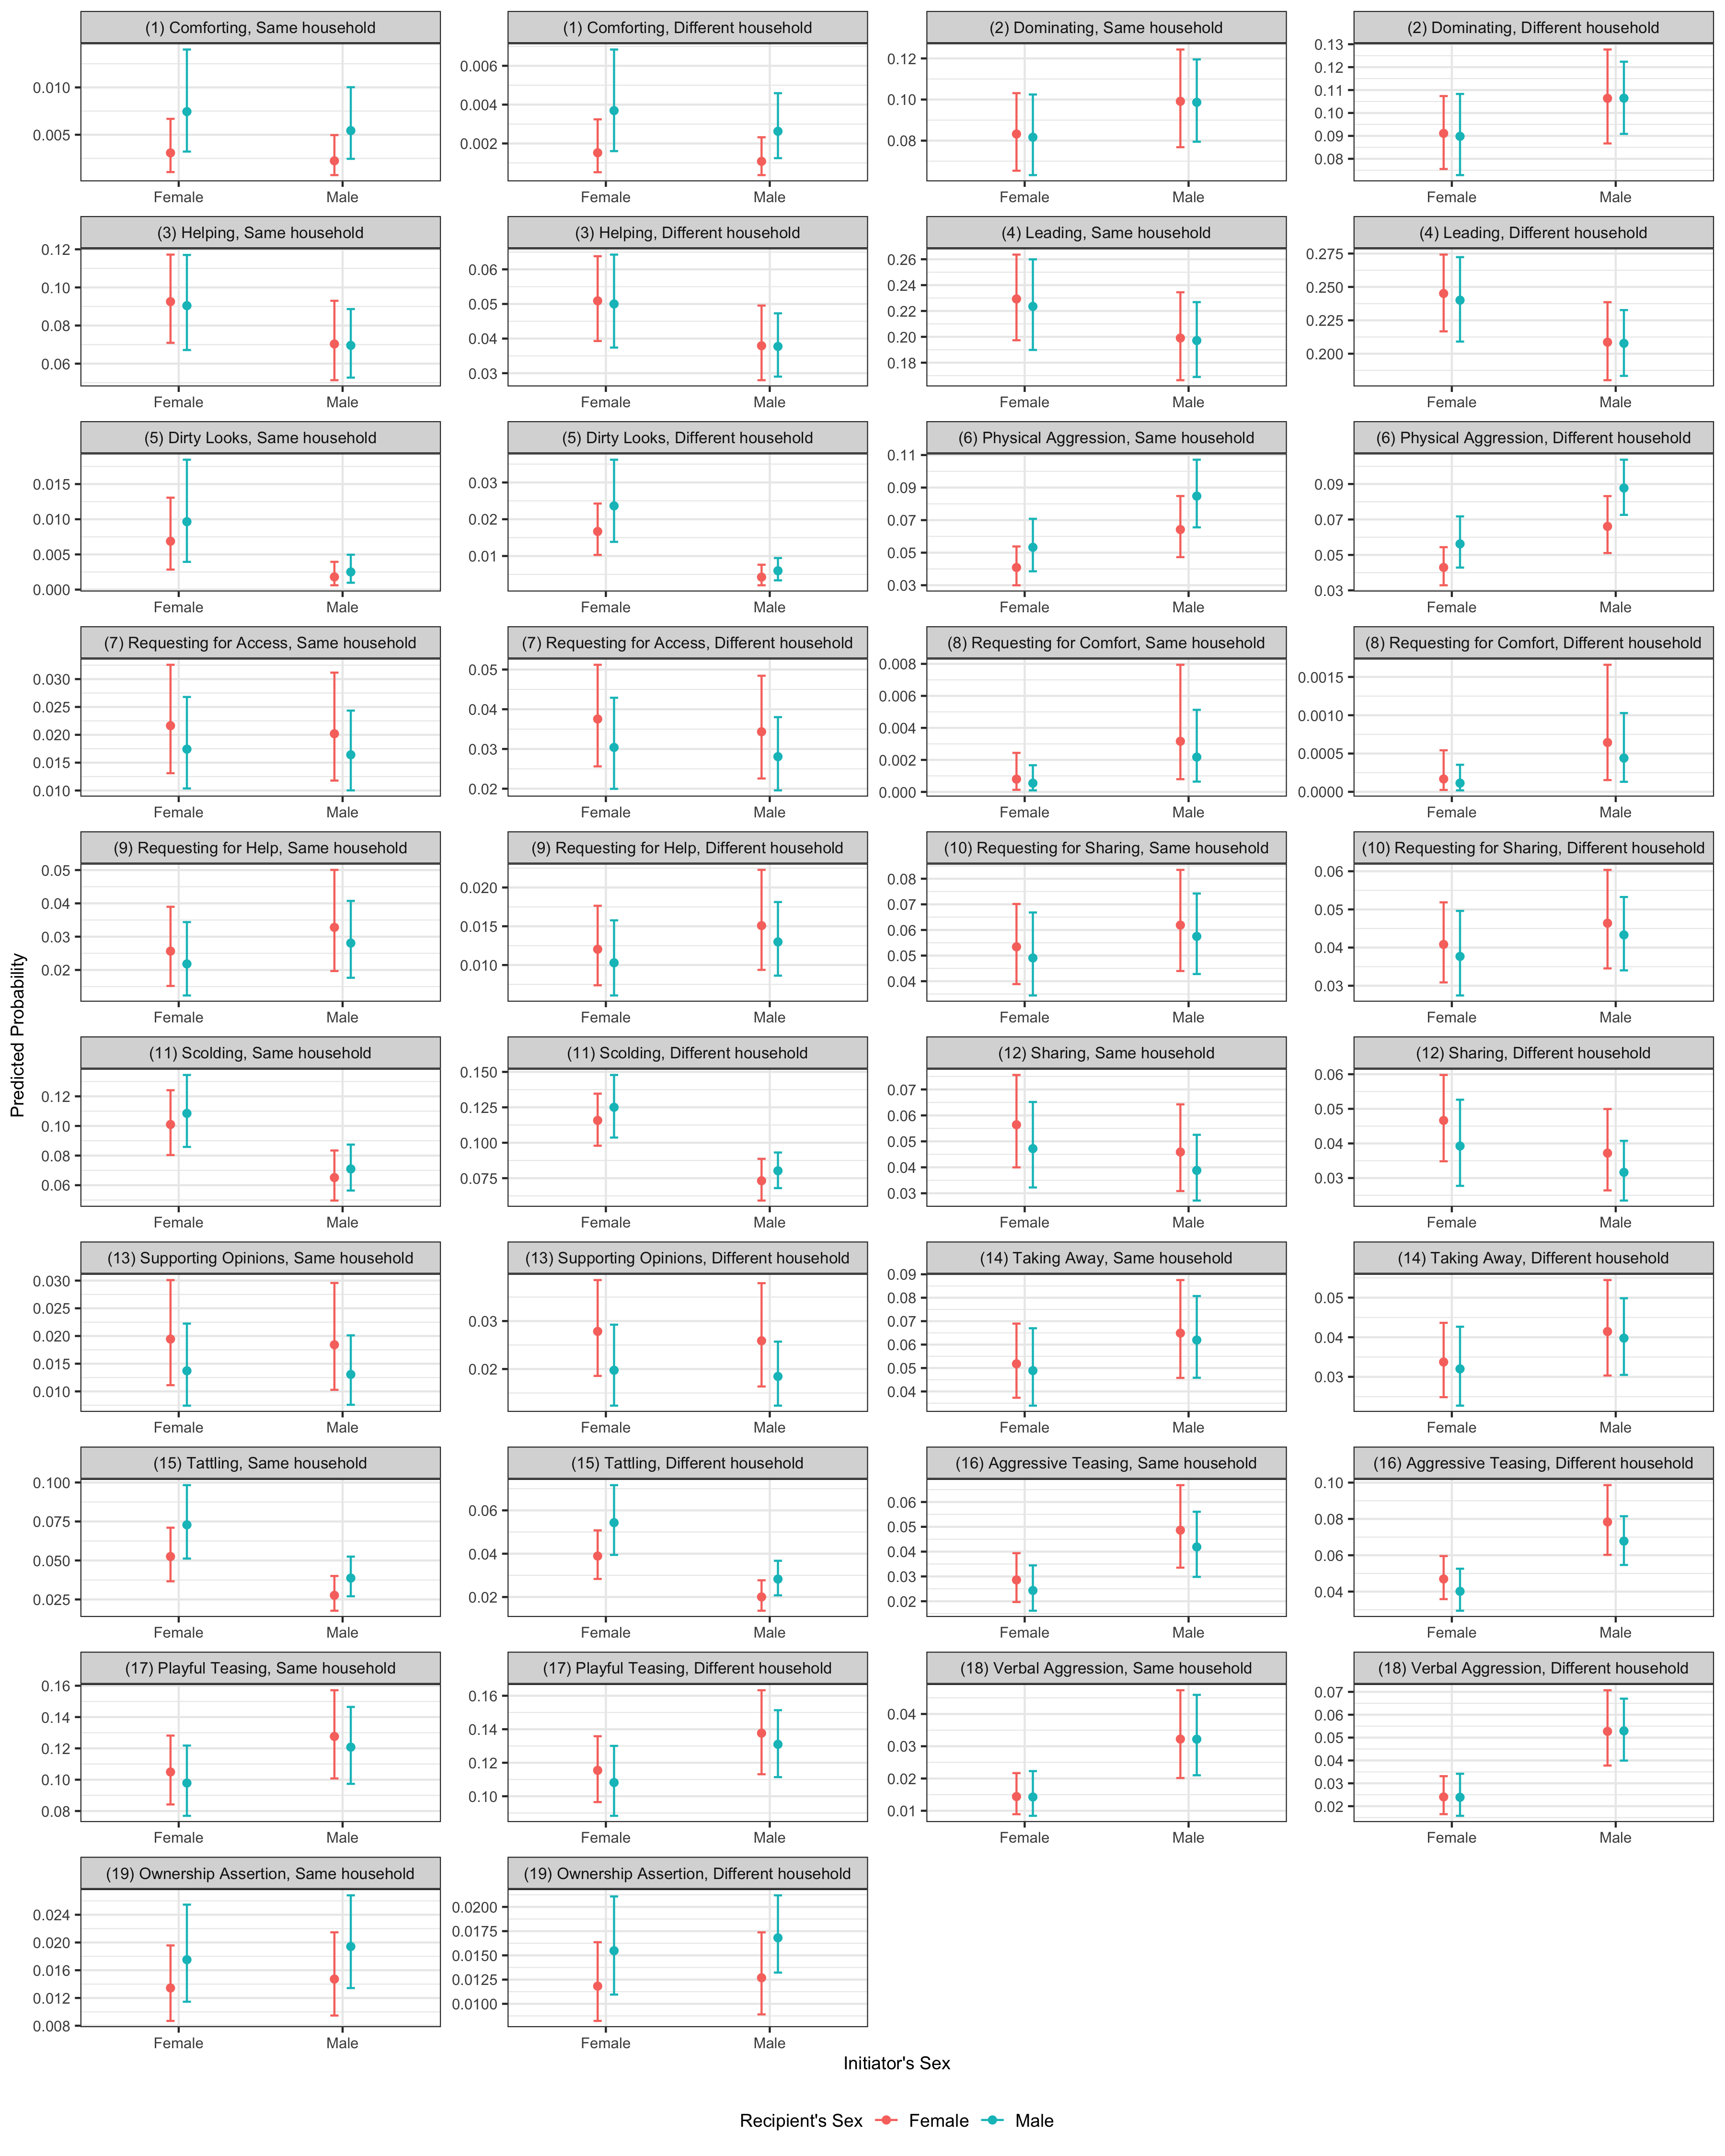 (1) Comforting, Same household
(1) Comforting, Different household
(2) Dominating, Same household
(2) Dominating, Different household
0.010
0.005
0.006
0.004
0.002
0.12
0.10
0.08
0.13
0.12
0.11
0.10
0.09
0.08
Female Male
Female Male
Female Male
Female Male
(3) Helping, Same household
(3) Helping, Different household
(4) Leading, Same household
(4) Leading, Different household
0.12
0.10
0.08
0.06
0.06
0.05
0.04
0.03
0.26
0.24
0.22
0.20
0.18
0.275
0.250
0.225
0.200
Female Male
Female Male
Female Male
Female Male
(5) Dirty Looks, Same household
(5) Dirty Looks, Different household
(6) Physical Aggression, Same household
(6) Physical Aggression, Different household
0.015
0.010
0.005
0.000
0.03
0.02
0.01
0.11
0.09
0.07
0.05
0.03
0.09
0.07
0.05
0.03
Female Male
Female Male
Female Male
Female Male
(7) Requesting for Access, Same household
(7) Requesting for Access, Different household
(8) Requesting for Comfort, Same household
(8) Requesting for Comfort, Different household
0.030
0.025
0.020
0.015
0.010
0.05
0.04
0.03
0.02
0.008
0.006
0.004
0.002
0.000
0.0015
0.0010
0.0005
0.0000
Female Male
Female Male
Female Male
Female Male
(9) Requesting for Help, Same household
(9) Requesting for Help, Different household
(10) Requesting for Sharing, Same household
(10) Requesting for Sharing, Different household
0.05
0.04
0.03
0.02
0.020
0.015
0.010
0.08
0.07
0.06
0.05
0.04
0.06
0.05
0.04
0.03
Female Male
Female Male
Female Male
Female Male
Predicted Probability
(11) Scolding, Same household
(11) Scolding, Different household
(12) Sharing, Same household
(12) Sharing, Different household
0.12
0.10
0.08
0.06
0.150
0.125
0.100
0.075
0.07
0.06
0.05
0.04
0.03
0.06
0.05
0.04
0.03
Female Male
Female Male
Female Male
Female Male
(13) Supporting Opinions, Same household
(13) Supporting Opinions, Different household
(14) Taking Away, Same household
(14) Taking Away, Different household
0.030
0.025
0.020
0.015
0.010
0.03
0.02
0.09
0.08
0.07
0.06
0.05
0.04
0.05
0.04
0.03
Female Male
Female Male
Female Male
Female Male
(15) Tattling, Same household
(15) Tattling, Different household
(16) Aggressive Teasing, Same household
(16) Aggressive Teasing, Different household
0.100
0.075
0.050
0.025
0.06
0.04
0.02
0.06
0.05
0.04
0.03
0.02
0.10
0.08
0.06
0.04
Female Male
Female Male
Female Male
Female Male
(17) Playful Teasing, Same household
(17) Playful Teasing, Different household
(18) Verbal Aggression, Same household
(18) Verbal Aggression, Different household
0.16
0.14
0.12
0.10
0.08
0.16
0.14
0.12
0.10
0.04
0.03
0.02
0.01
0.07
0.06
0.05
0.04
0.03
0.02
Female Male
Female Male
Female Male
Female Male
(19) Ownership Assertion, Same household
(19) Ownership Assertion, Different household
0.024
0.020
0.016
0.012
0.008
0.0200
0.0175
0.0150
0.0125
0.0100
Female Male
Female Male
Initiator's Sex
Recipient's Sex Female Male